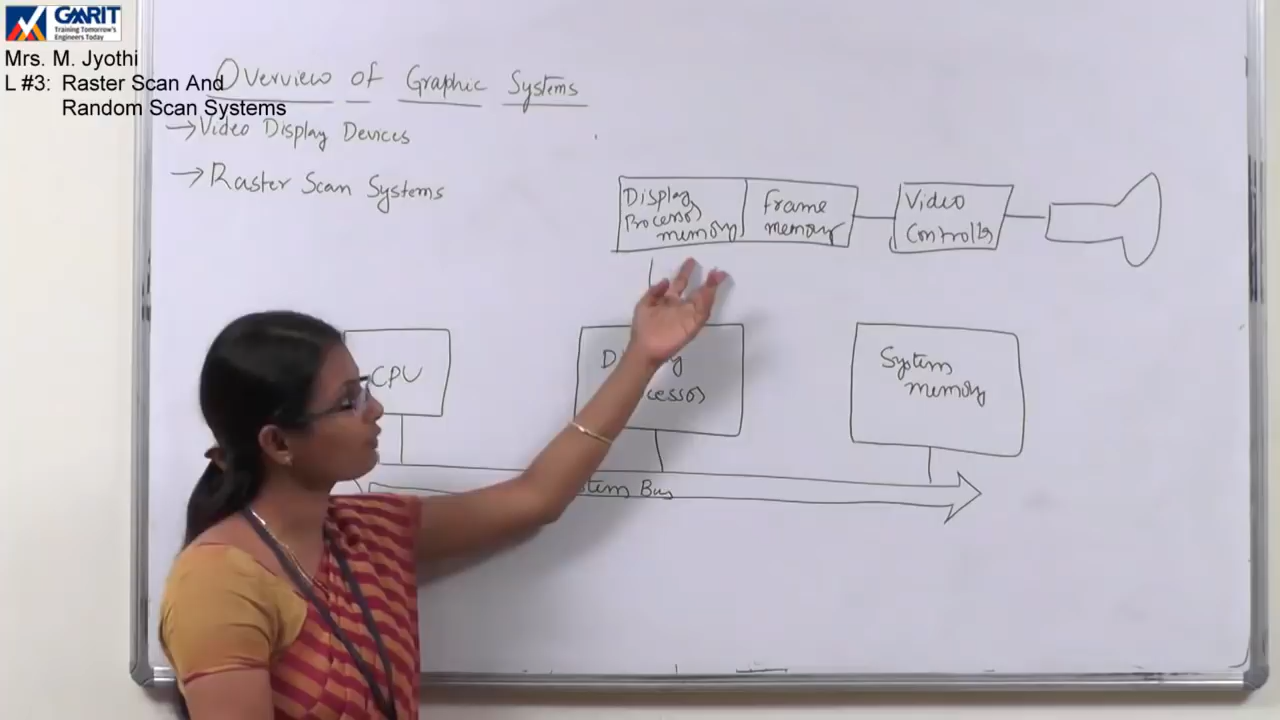 GMRIT
Training Tomorrow's
Engineers Today
Mrs. M. Jyothi
L #3: Raster Scan And
Random Scan Systems
Overview of Graphic Systems
→Video Display Devices
→Raster Scan Systems
Display
Processor
memory
Frame
memory
Video
Controller
CPU
System
memory
Bus